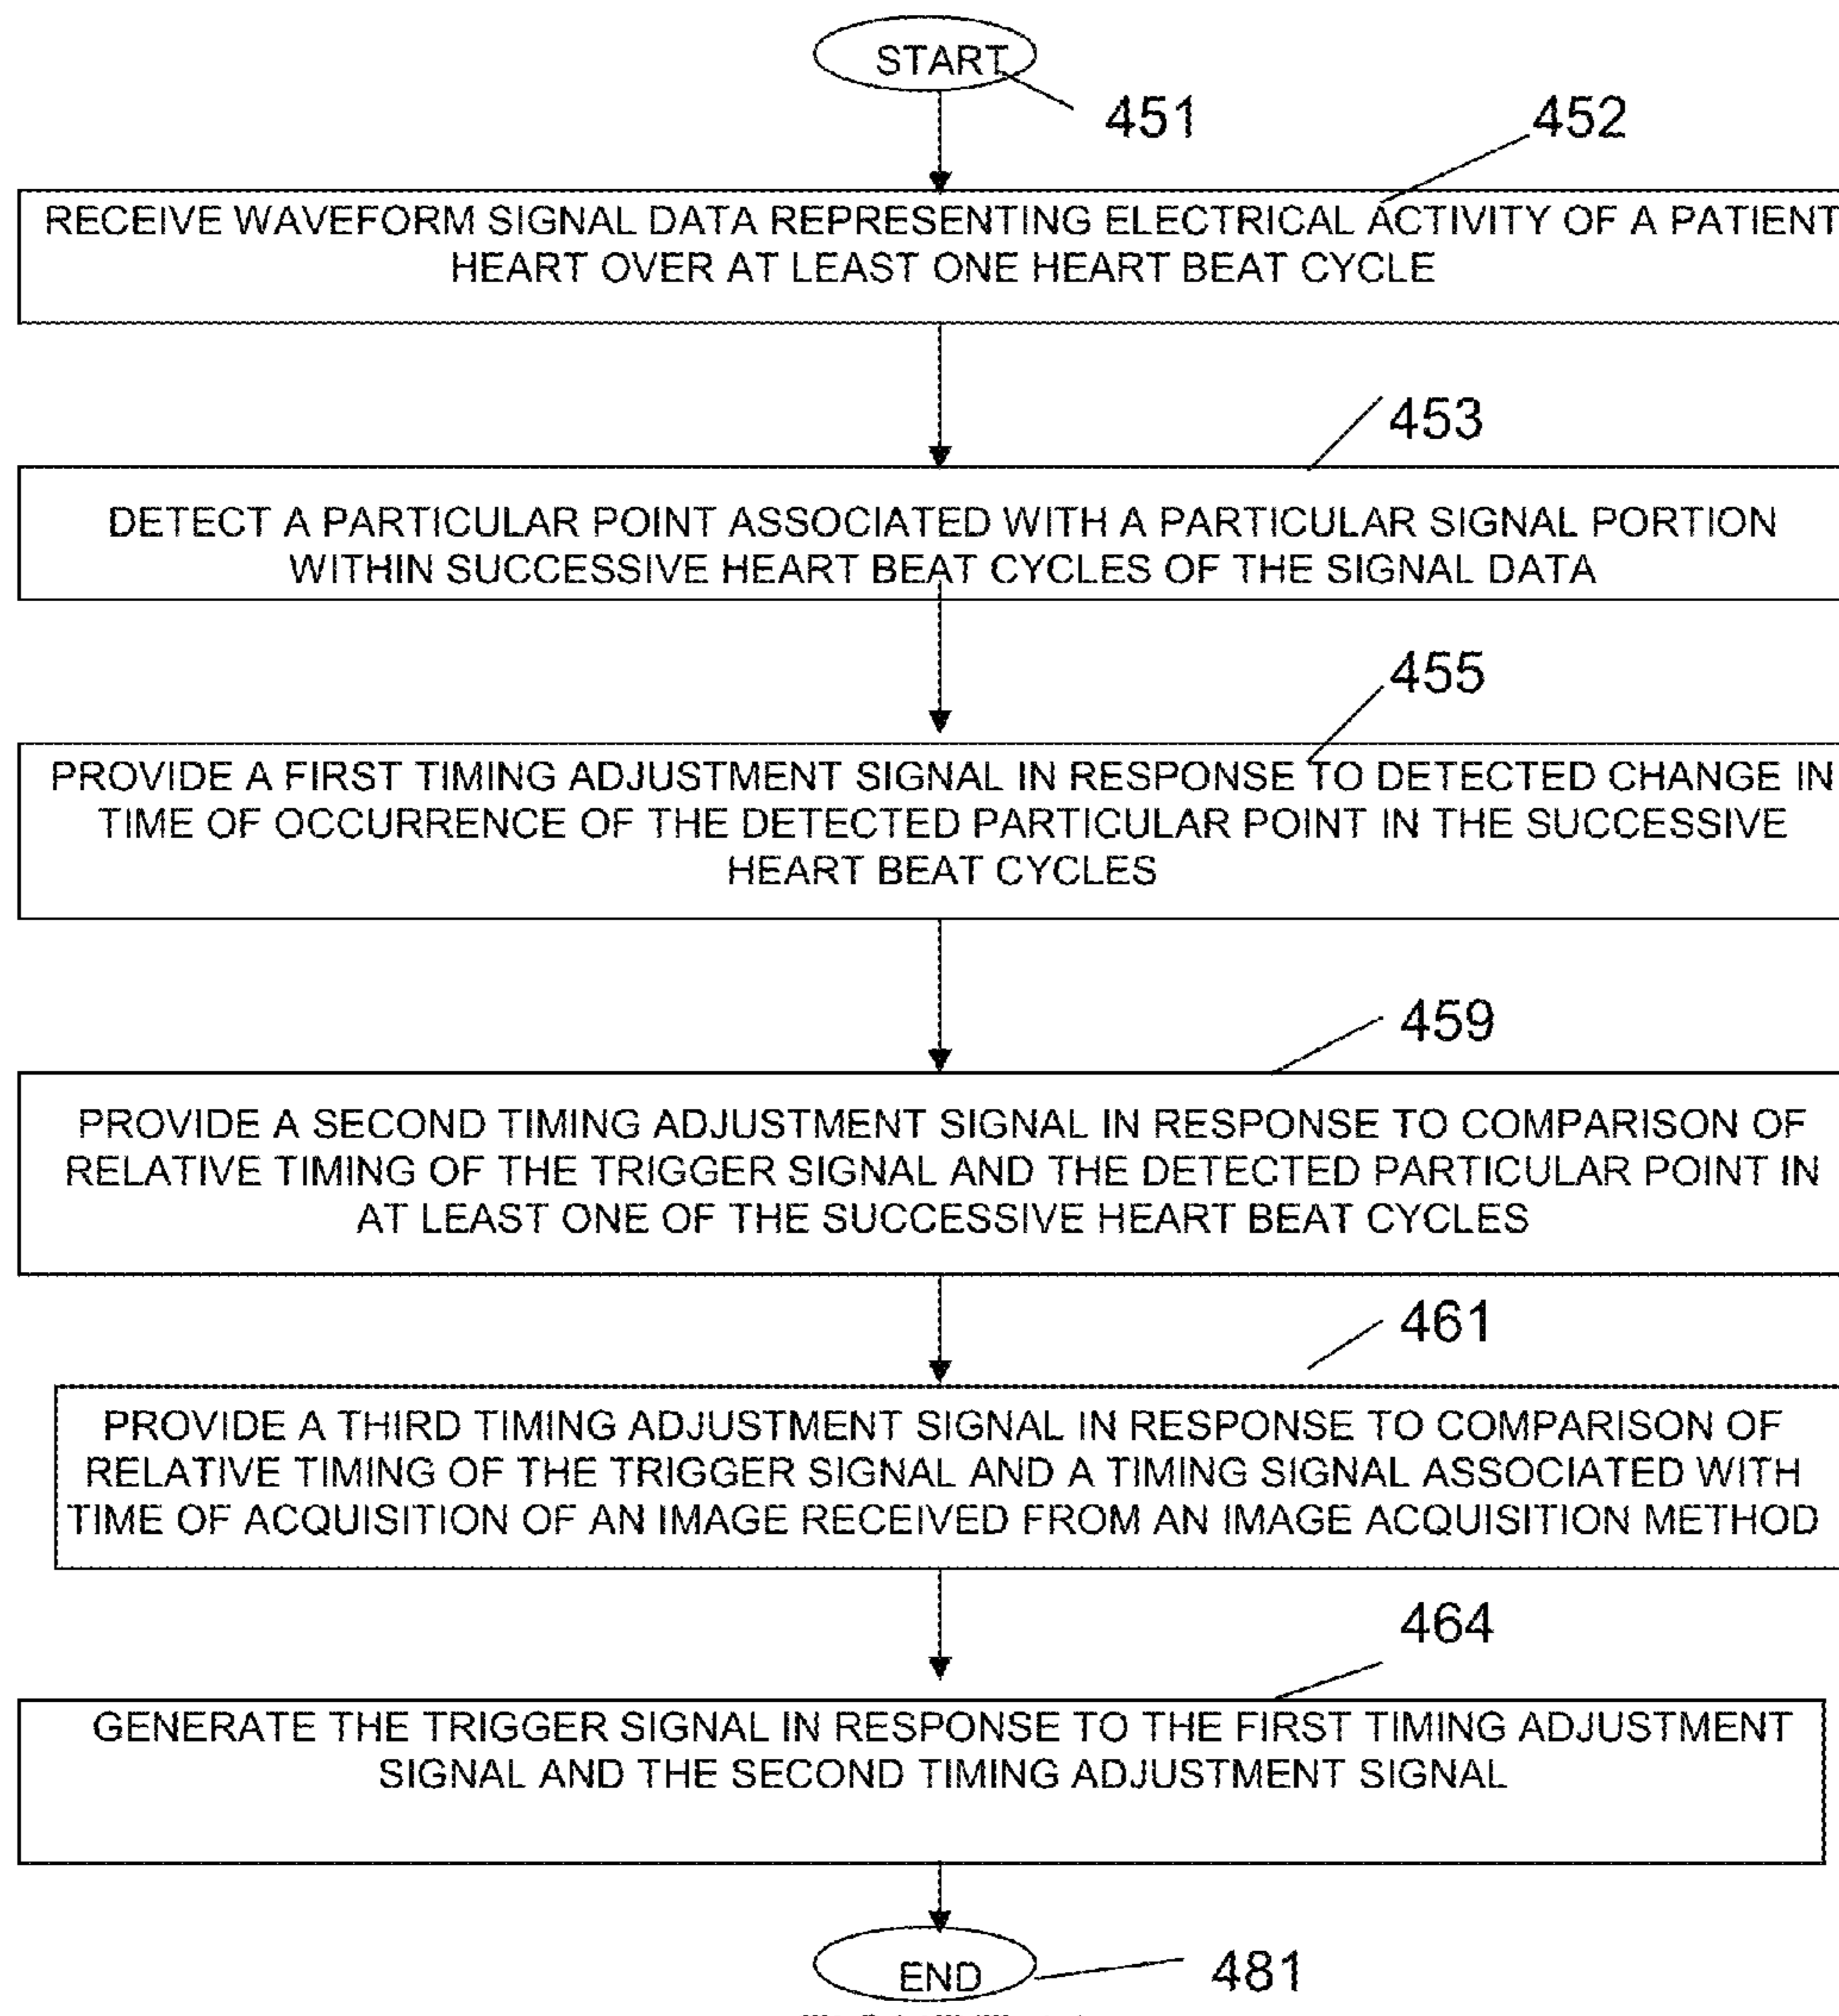 START
451
452
RECEIVE WAVEFORM SIGNAL DATA REPRESENTING ELECTRICAL ACTIVITY OF A PATIENT
HEART OVER AT LEAST ONE HEART BEAT CYCLE
453
DETECT A PARTICULAR POINT ASSOCIATED WITH A PARTICULAR SIGNAL PORTION
WITHIN SUCCESSIVE HEART BEAT CYCLES OF THE SIGNAL DATA
455
PROVIDE A FIRST TIMING ADJUSTMENT SIGNAL IN RESPONSE TO DETECTED CHANGE IN
TIME OF OCCURRENCE OF THE DETECTED PARTICULAR POINT IN THE SUCCESSIVE
HEART BEAT CYCLES
459
PROVIDE A SECOND TIMING ADJUSTMENT SIGNAL IN RESPONSE TO COMPARISON OF
RELATIVE TIMING OF THE TRIGGER SIGNAL AND THE DETECTED PARTICULAR POINT IN
AT LEAST ONE OF THE SUCCESSIVE HEART BEAT CYCLES
461
PROVIDE A THIRD TIMING ADJUSTMENT SIGNAL IN RESPONSE TO COMPARISON OF
RELATIVE TIMING OF THE TRIGGER SIGNAL AND A TIMING SIGNAL ASSOCIATED WITH
TIME OF ACQUISITION OF AN IMAGE RECEIVED FROM AN IMAGE ACQUISITION METHOD
464
GENERATE THE TRIGGER SIGNAL IN RESPONSE TO THE FIRST TIMING ADJUSTMENT
SIGNAL AND THE SECOND TIMING ADJUSTMENT SIGNAL
END
481